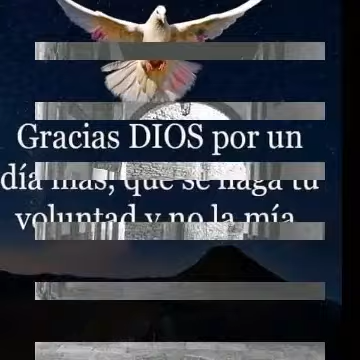 Gracias DIOS por un
día mas, que se haga tu
voluntad y no la mía